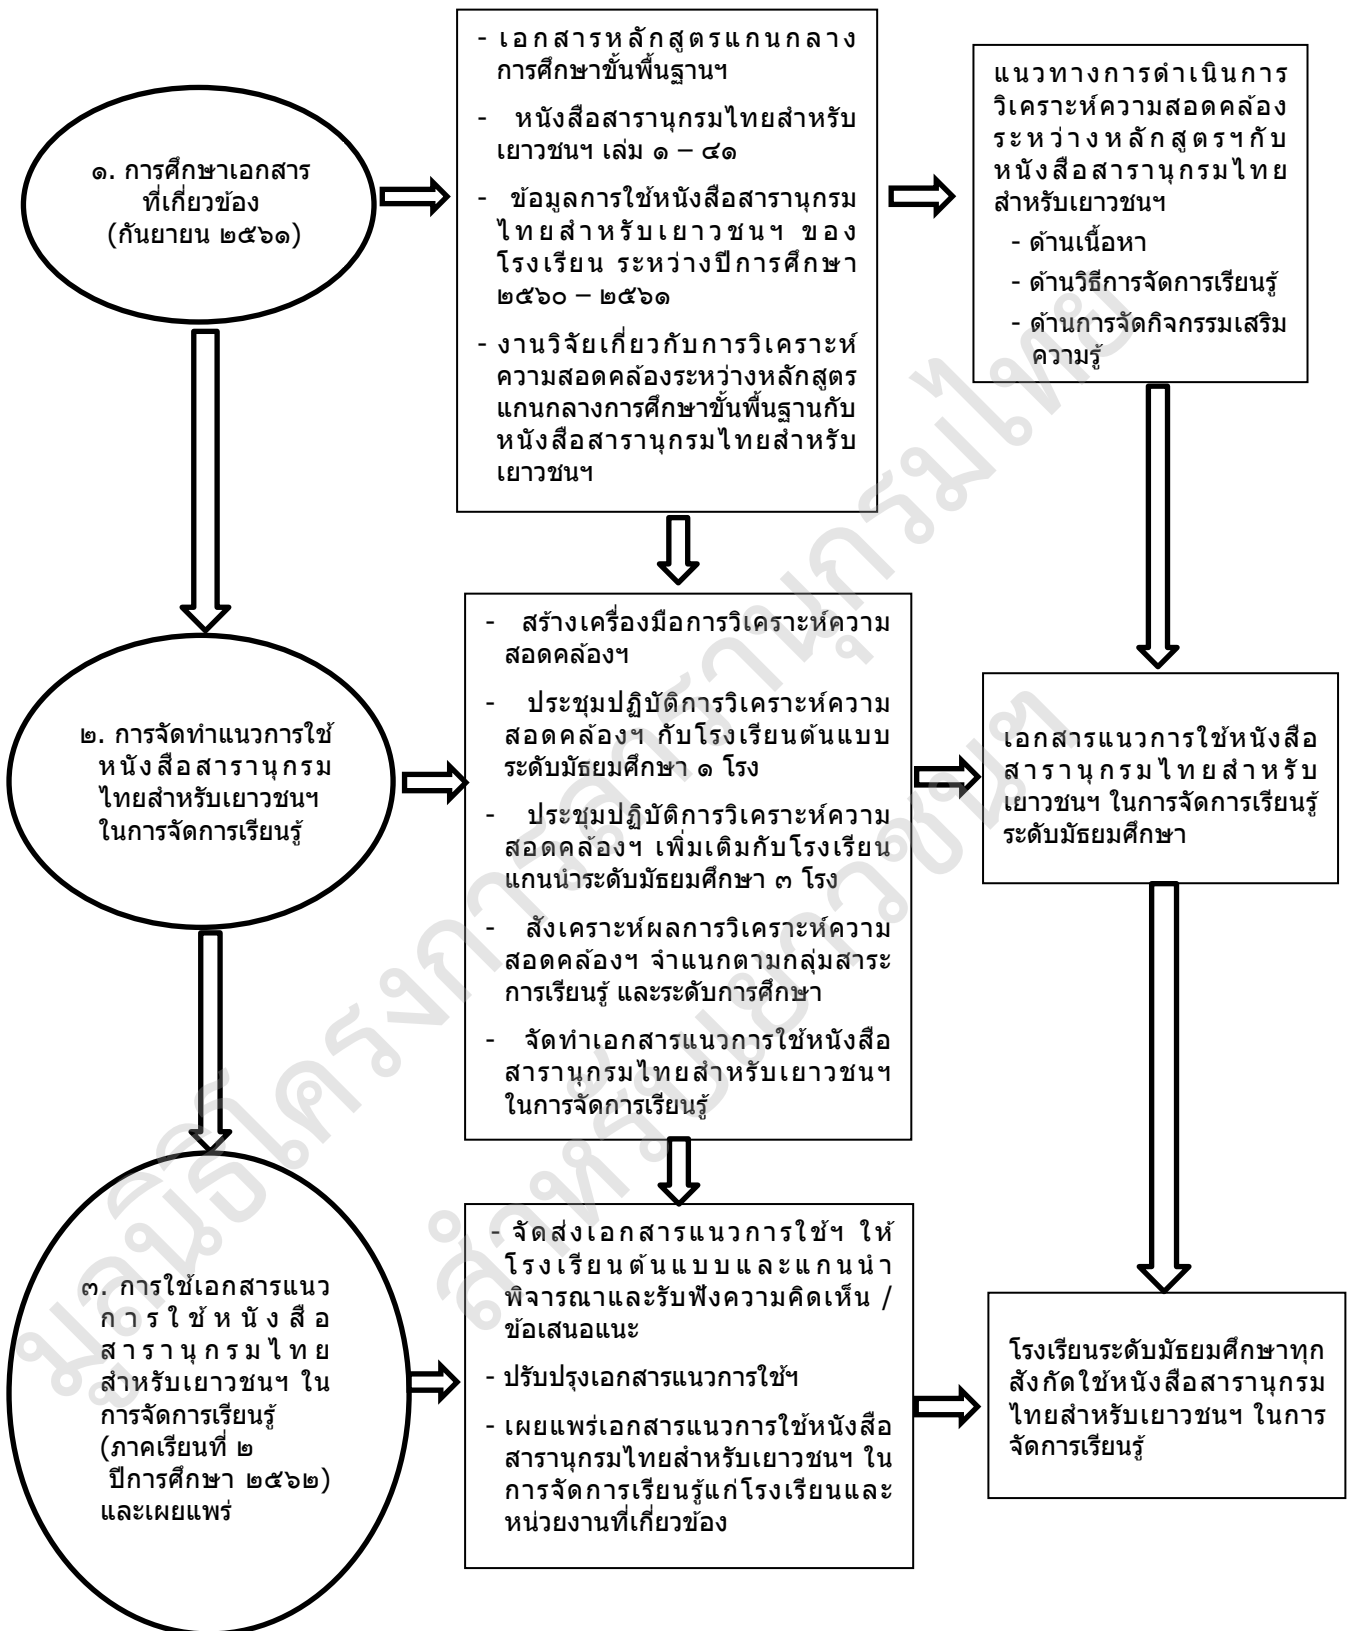 ๑. การศึกษาเอกสาร
ที่เกี่ยวข้อง
(กันยายน ๒๕๖๑)
- เอกสารหลักสูตรแกนกลาง
การศึกษาขั้นพื้นฐานฯ
- หนังสือสารานุกรมไทยสำหรับ
เยาวชนฯ เล่ม ๑ – ๔๑
- ข้อมูลการใช้หนังสือสารานุกรม
ไทยสำหรับเยาวชนฯ ของ
โรงเรียน ระหว่างปีการศึกษา
๒๕๖๐ – ๒๕๖๑
- งานวิจัยเกี่ยวกับการวิเคราะห์
ความสอดคล้องระหว่างหลักสูตร
แกนกลางการศึกษาขั้นพื้นฐานกับ
หนังสือสารานุกรมไทยสำหรับ
เยาวชนฯ
แนวทางการดำเนินการ
วิเคราะห์ความสอดคล้อง
ระหว่างหลักสูตรฯกับ
หนังสือสารานุกรมไทย
สำหรับเยาวชนฯ
- ด้านเนื้อหา
- ด้านวิธีการจัดการเรียนรู้
- ด้านการจัดกิจกรรมเสริม
ความรู้
๒. การจัดทำแนวการใช้
หนังสือสารานุกรม
ไทยสำหรับเยาวชนฯ
ในการจัดการเรียนรู้
- สร้างเครื่องมือการวิเคราะห์ความ
สอดคล้องฯ
- ประชุมปฏิบัติการวิเคราะห์ความ
สอดคล้องฯ กับโรงเรียนต้นแบบ
ระดับมัธยมศึกษา ๑ โรง
- ประชุมปฏิบัติการวิเคราะห์ความ
สอดคล้องฯ เพิ่มเติมกับโรงเรียน
แกนนำระดับมัธยมศึกษา ๓ โรง
- สังเคราะห์ผลการวิเคราะห์ความ
สอดคล้องฯ จำแนกตามกลุ่มสาระ
การเรียนรู้ และระดับการศึกษา
- จัดทำเอกสารแนวการใช้หนังสือ
สารานุกรมไทยสำหรับเยาวชนฯ
ในการจัดการเรียนรู้
เอกสารแนวการใช้หนังสือ
สารานุกรมไทยสำหรับ
เยาวชนฯ ในการจัดการเรียนรู้
ระดับมัธยมศึกษา
๓. การใช้เอกสารแนว
การใช้หนังสือ
สารานุกรมไทย
สำหรับเยาวชนฯ ใน
การจัดการเรียนรู้
(ภาคเรียนที่ ๒
ปีการศึกษา ๒๕๖๒)
และเผยแพร่
- จัดส่งเอกสารแนวการใช้ฯ ให้
โรงเรียนต้นแบบและแกนนำ
พิจารณาและรับฟังความคิดเห็น /
ข้อเสนอแนะ
- ปรับปรุงเอกสารแนวการใช้ฯ
- เผยแพร่เอกสารแนวการใช้หนังสือ
สารานุกรมไทยสำหรับเยาวชนฯ ใน
การจัดการเรียนรู้แก่โรงเรียนและ
หน่วยงานที่เกี่ยวข้อง
โรงเรียนระดับมัธยมศึกษาทุก
สังกัดใช้หนังสือสารานุกรม
ไทยสำหรับเยาวชนฯ ในการ
จัดการเรียนรู้
มูลนิธิโครงการสารานุกรมไทย
สำหรับเยาวชนฯ